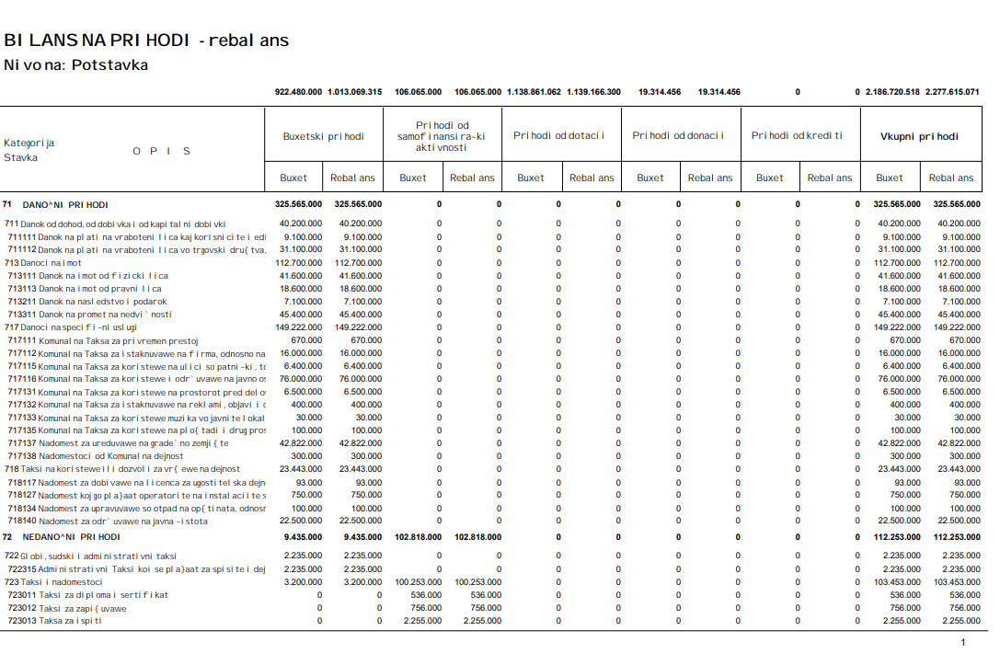 BILANS NA PRIHODI - rebalans
Nivo na: Potstavka
922.480.000 1.013.069.315 106.065.000 106.065.000 1.138.861.062 1.139.166.300 19.314.456 19.314.456 0 0 2.186.720.518 2.277.615.071
Kategorija
Stavka
O P I S
Buxetski prihodi
Prihodi od
samofinansira~ki
aktivnosti
Prihodi od dotacii
Prihodi od donacii
Prihodi od krediti
Vkupni prihodi
Buxet Rebalans Buxet Rebalans Buxet Rebalans Buxet Rebalans Buxet Rebalans Buxet Rebalans
71 DANO^NI PRIHODI 325.565.000 325.565.000 0 0 0 0 0 0 0 0 325.565.000 325.565.000
711 Danok od dohod, od dobivka i od kapitalni dobivki 40.200.000 40.200.000 0 0 0 0 0 0 0 0 40.200.000 40.200.000
711111 Danok na plati na vraboteni lica kaj korisnicite i edi 9.100.000 9.100.000 0 0 0 0 0 0 0 0 9.100.000 9.100.000
711112 Danok na plati na vraboteni lica vo trgovski dru{tva, 31.100.000 31.100.000 0 0 0 0 0 0 0 0 31.100.000 31.100.000
713 Danoci na imot 112.700.000 112.700.000 0 0 0 0 0 0 0 0 112.700.000 112.700.000
713111 Danok na imot od fizicki lica 41.600.000 41.600.000 0 0 0 0 0 0 0 0 41.600.000 41.600.000
713113 Danok na imot od pravni lica 18.600.000 18.600.000 0 0 0 0 0 0 0 0 18.600.000 18.600.000
713211 Danok na nasledstvo i podarok 7.100.000 7.100.000 0 0 0 0 0 0 0 0 7.100.000 7.100.000
713311 Danok na promet na nedvi`nosti 45.400.000 45.400.000 0 0 0 0 0 0 0 0 45.400.000 45.400.000
717 Danoci na specifi~ni uslugi 149.222.000 149.222.000 0 0 0 0 0 0 0 0 149.222.000 149.222.000
717111 Komunalna Taksa za privremen prestoj 670.000 670.000 0 0 0 0 0 0 0 0 670.000 670.000
717112 Komunalna Taksa za istaknuvawe na firma, odnosno na 16.000.000 16.000.000 0 0 0 0 0 0 0 0 16.000.000 16.000.000
717115 Komunalna Taksa za koristewe na ulici so patni~ki, to 6.400.000 6.400.000 0 0 0 0 0 0 0 0 6.400.000 6.400.000
717116 Komunalna Taksa za koristewe i odr`uvawe na javno os 76.000.000 76.000.000 0 0 0 0 0 0 0 0 76.000.000 76.000.000
717131 Komunalna Taksa za koristewe na prostorot pred delov 6.500.000 6.500.000 0 0 0 0 0 0 0 0 6.500.000 6.500.000
717132 Komunalna Taksa za istaknuvawe na reklami, objavi i o 400.000 400.000 0 0 0 0 0 0 0 0 400.000 400.000
717133 Komunalna Taksa za koristewe muzika vo javnite lokal 30.000 30.000 0 0 0 0 0 0 0 0 30.000 30.000
717135 Komunalna Taksa za koristewe na plo{tadi i drug pros 100.000 100.000 0 0 0 0 0 0 0 0 100.000 100.000
717137 Nadomest za ureduvawe na grade`no zemji{te 42.822.000 42.822.000 0 0 0 0 0 0 0 0 42.822.000 42.822.000
717138 Nadomestoci od Komunalna dejnost 300.000 300.000 0 0 0 0 0 0 0 0 300.000 300.000
718 Taksi na koristewe ili dozvoli za vr{ewe na dejnost 23.443.000 23.443.000 0 0 0 0 0 0 0 0 23.443.000 23.443.000
718117 Nadomest za dobivawe na licenca za ugostitelska dejn 93.000 93.000 0 0 0 0 0 0 0 0 93.000 93.000
718127 Nadomest koj go pla}aat operatorite na instalacii te s 750.000 750.000 0 0 0 0 0 0 0 0 750.000 750.000
718134 Nadomest za upravuvawe so otpad na op{tinata, odnosn 100.000 100.000 0 0 0 0 0 0 0 0 100.000 100.000
718140 Nadomest za odr`uvawe na javna ~istota 22.500.000 22.500.000 0 0 0 0 0 0 0 0 22.500.000 22.500.000
72 NEDANO^NI PRIHODI 9.435.000 9.435.000 102.818.000 102.818.000 0 0 0 0 0 0 112.253.000 112.253.000
722 Globi, sudski i administrativni taksi 2.235.000 2.235.000 0 0 0 0 0 0 0 0 2.235.000 2.235.000
722315 Administrativni Taksi koi se pla}aat za spisite i dej 2.235.000 2.235.000 0 0 0 0 0 0 0 0 2.235.000 2.235.000
723 Taksi i nadomestoci 3.200.000 3.200.000 100.253.000 100.253.000 0 0 0 0 0 0 103.453.000 103.453.000
723011 Taksi za diploma i sertifikat 0 0 536.000 536.000 0 0 0 0 0 0 536.000 536.000
723012 Taksi za zapi{uvawe 0 0 756.000 756.000 0 0 0 0 0 0 756.000 756.000
723013 Taksa za ispiti 0 0 2.255.000 2.255.000 0 0 0 0 0 0 2.255.000 2.255.000
1